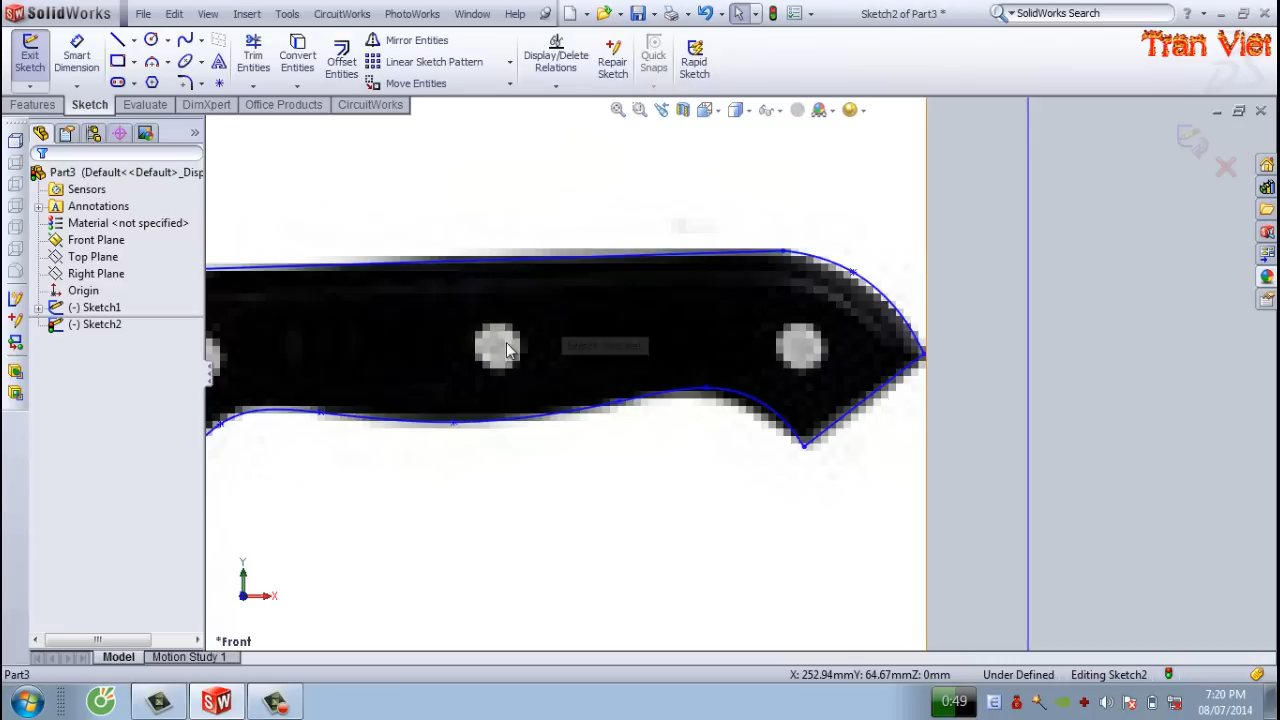 SolidWorks File Edit View Insert Tools CircuitWorks PhotoWorks Window Help Sketch2 of Part3 * SolidWorks Search
Tran Viet
Exit Sketch
Smart Dimension
Trim Entities
Convert Entities
Offset Entities
Mirror Entities
Linear Sketch Pattern
Move Entities
Display/Delete Relations
Repair Sketch
Quick Snaps
Rapid Sketch
Features Sketch Evaluate DimXpert Office Products CircuitWorks
Part3 (Default<<Default>_Disp
Sensors
Annotations
Material <not specified>
Front Plane
Top Plane
Right Plane
Origin
(-) Sketch1
(-) Sketch2
Y
X
*Front
Model Motion Study 1
Part3 X: 252.94mm Y: 64.67mm Z: 0mm Under Defined Editing Sketch2
0:49
7:20 PM
08/07/2014